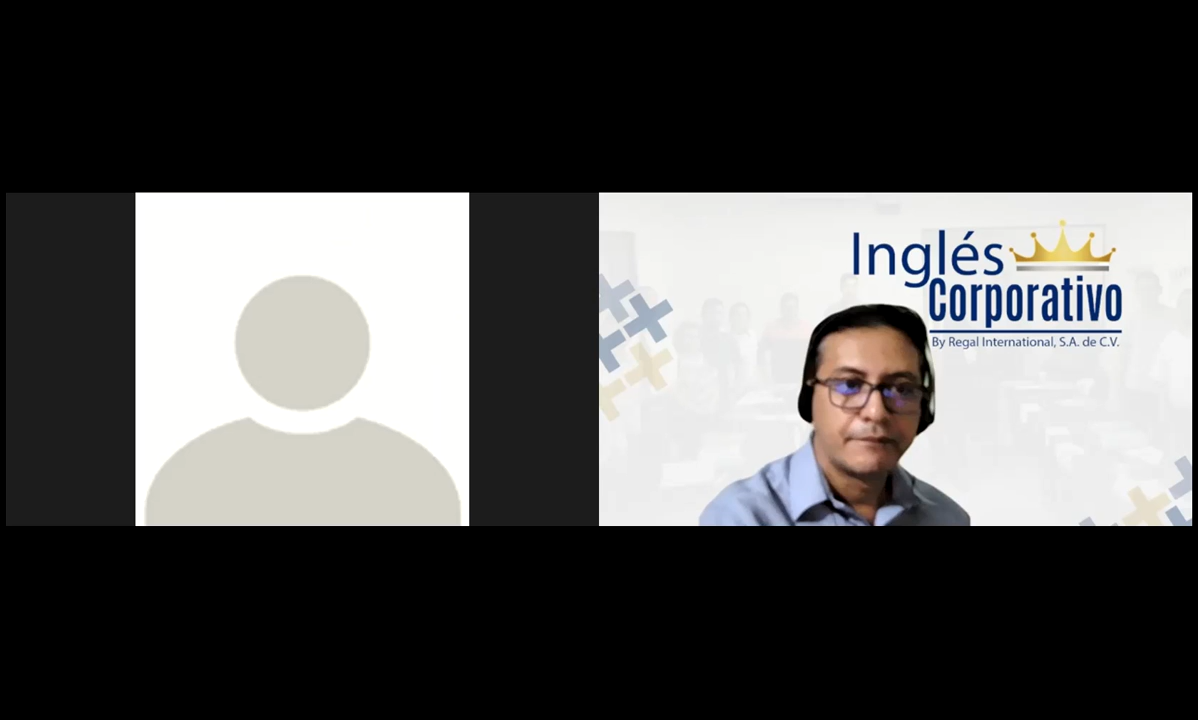 Inglés
Corporativo
By Regal International, S.A. de C.V.